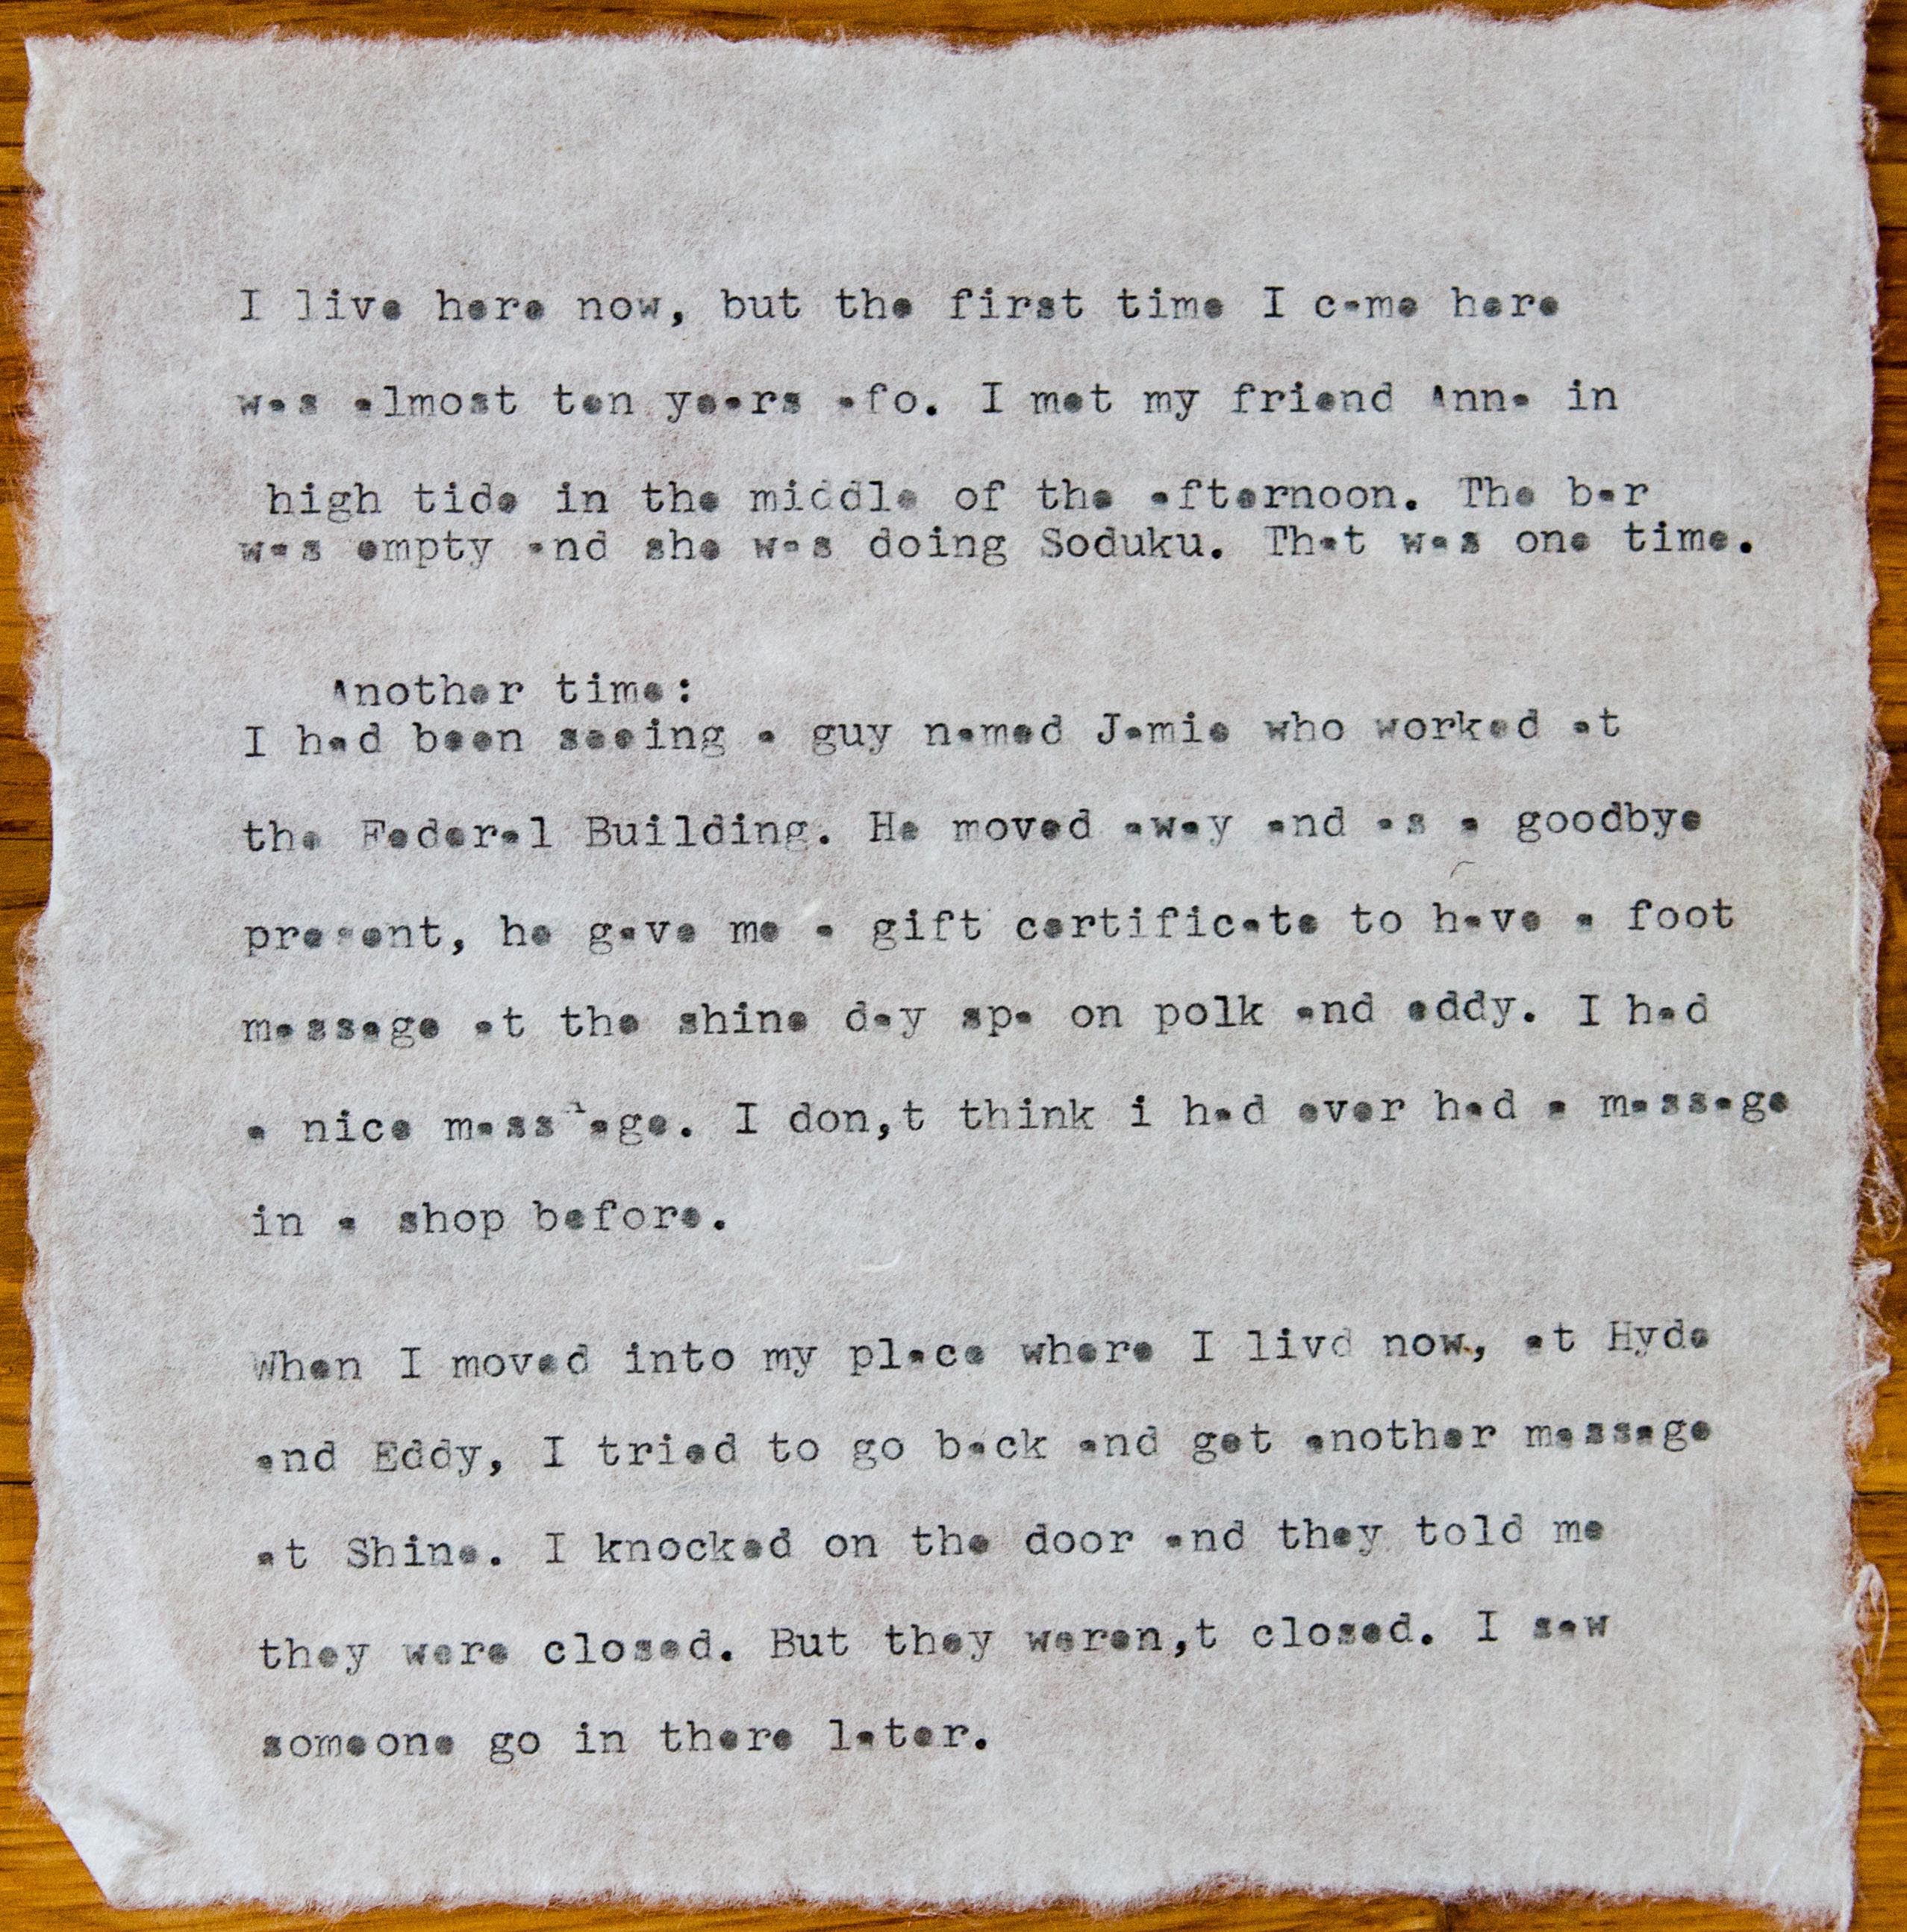 I live here now, but the first time I came here
was almost ten years afo. I met my friend Anna in
high tide in the middle of the afternoon. The bar
was empty and she was doing Soduku. That was one time.
Another time:
I had been seeing a guy named Jamie who worked at
the Federal Building. He moved away and as a goodbye
present, he gave me a gift certificate to have a foot
massage at the shine day spa on polk and eddy. I had
a nice massage. I don,t think i had ever had a massage
in a shop before.
When I moved into my place where I livd now, at Hyde
and Eddy, I tried to go back and get another massage
at Shine. I knocked on the door and they told me
they were closed. But they weren,t closed. I saw
someone go in there later.